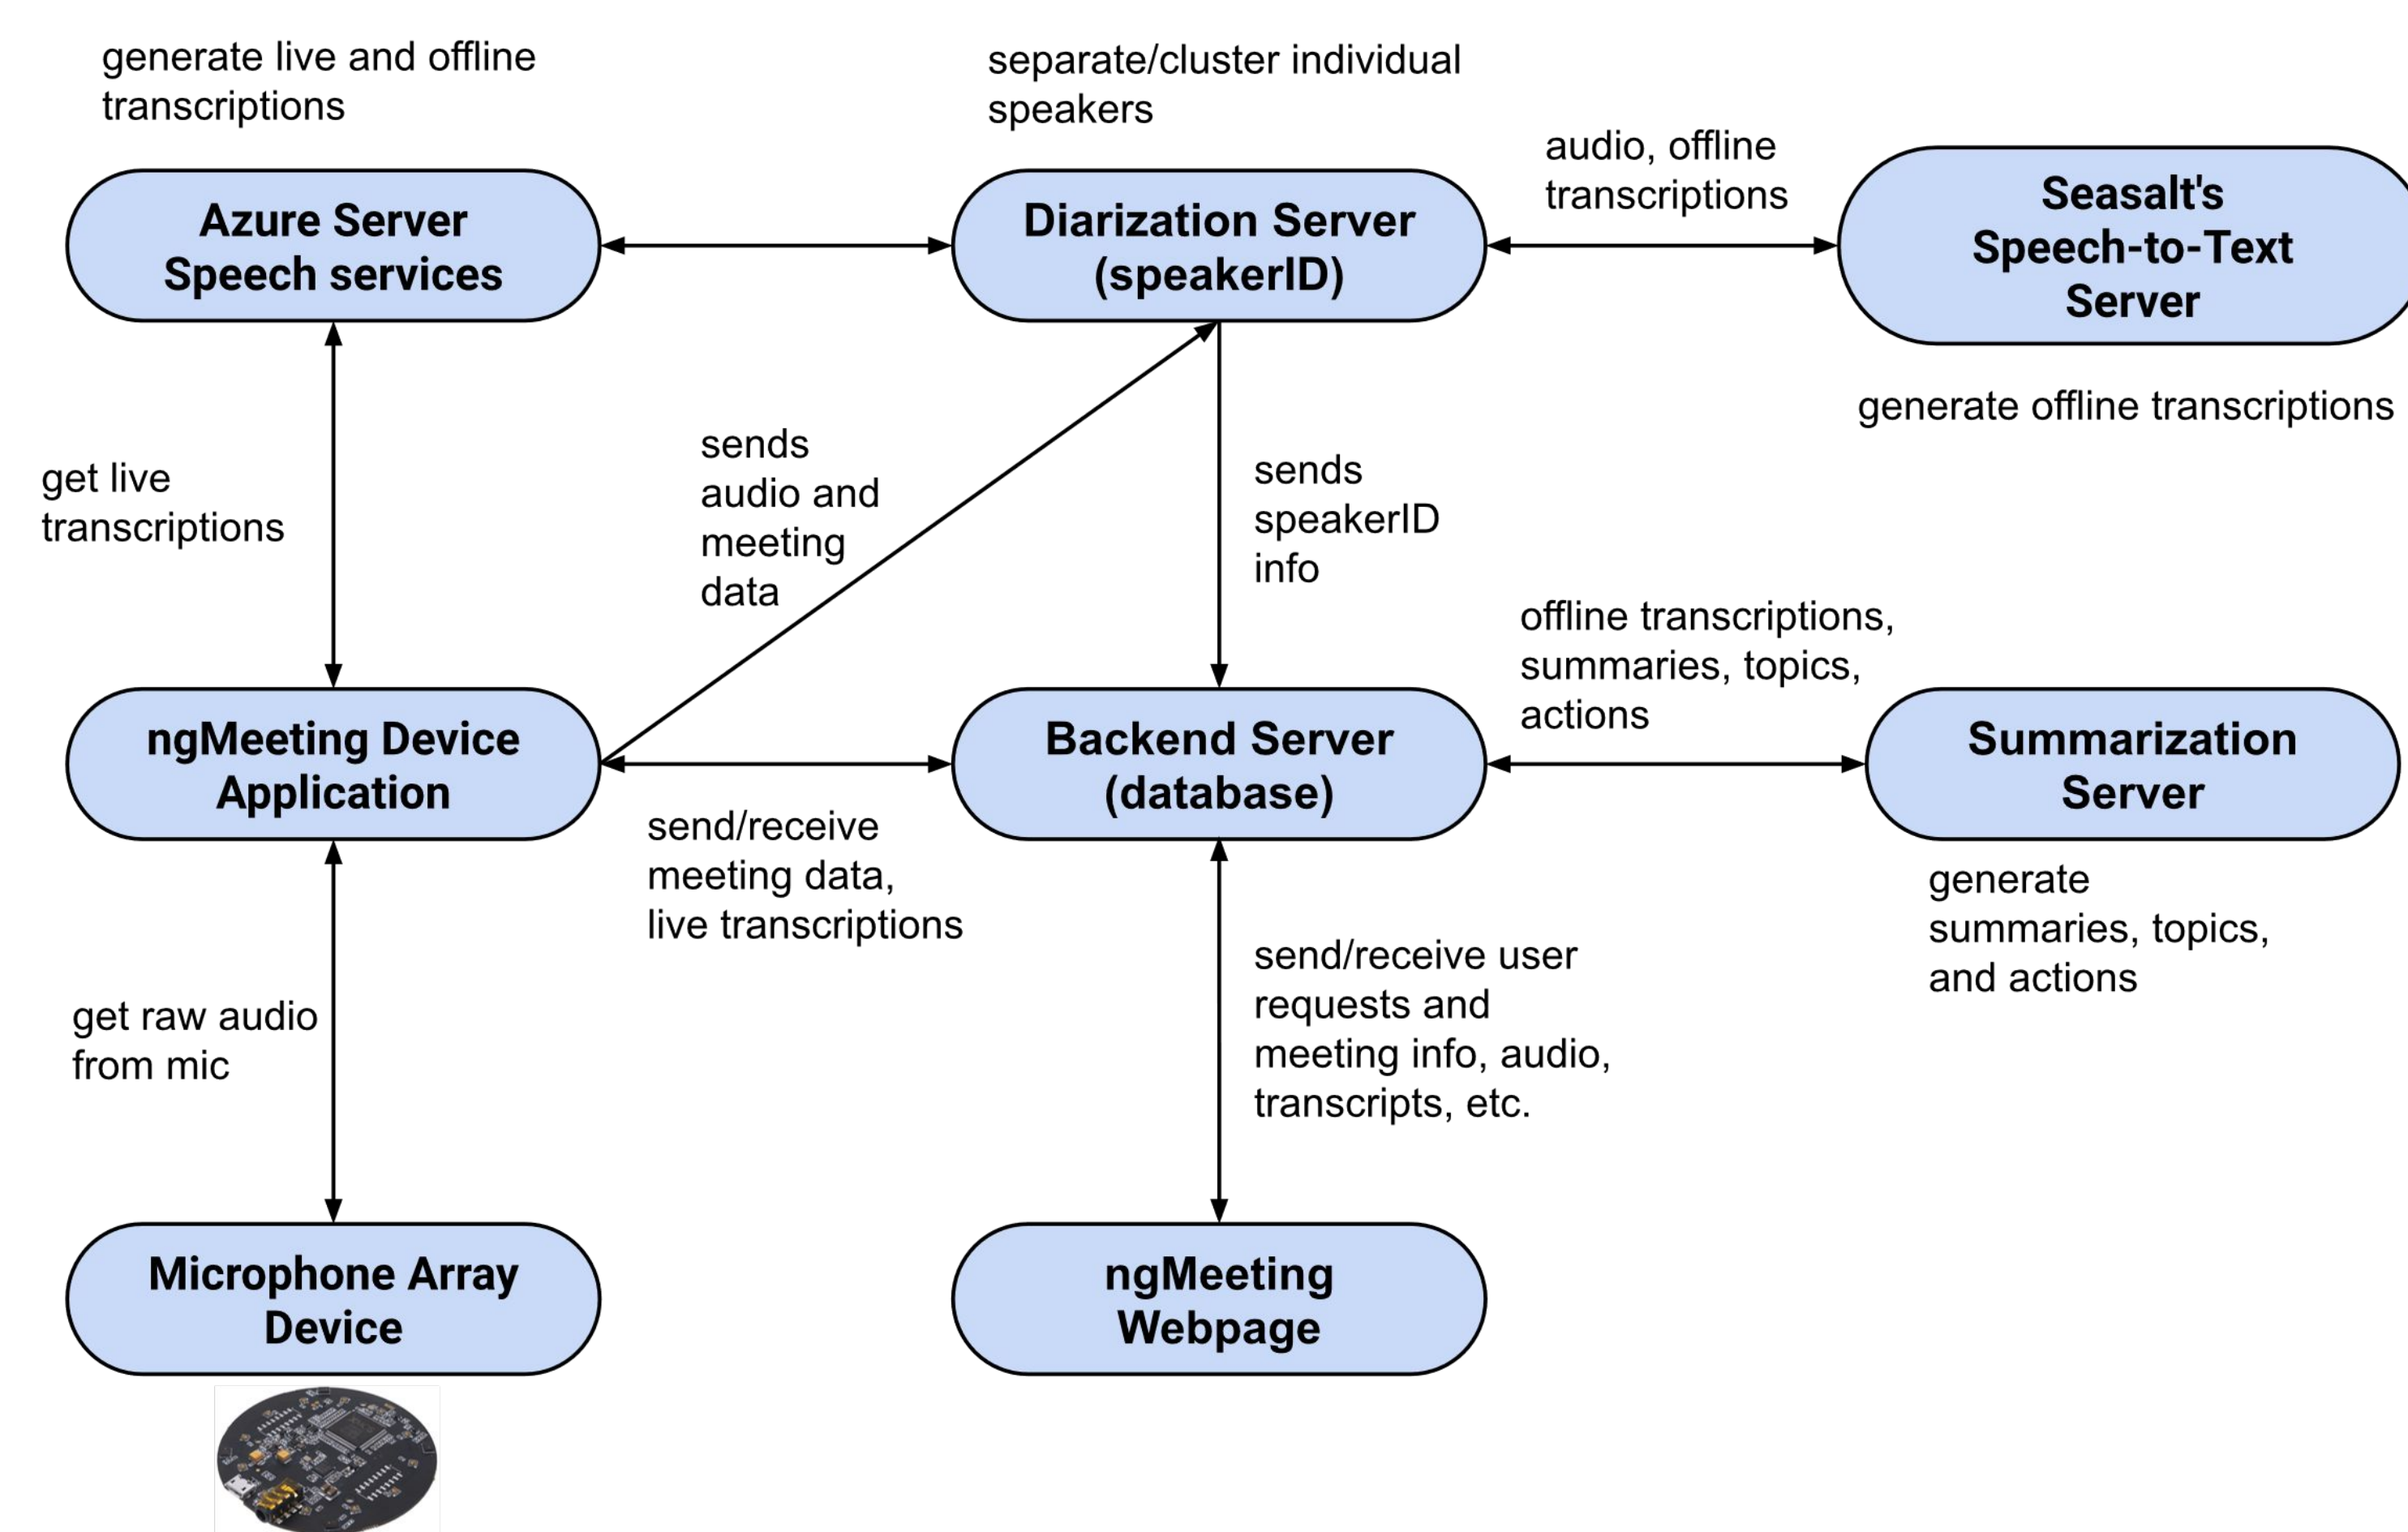 generate live and offline
transcriptions
separate/cluster individual
speakers
audio, offline
transcriptions
Azure Server
Speech services
Diarization Server
(speakerID)
Seasalt's
Speech-to-Text
Server
generate offline transcriptions
get live
transcriptions
sends
audio and
meeting
data
sends
speakerID
info
offline transcriptions,
summaries, topics,
actions
ngMeeting Device
Application
Backend Server
(database)
Summarization
Server
send/receive
meeting data,
live transcriptions
generate
summaries, topics,
and actions
get raw audio
from mic
send/receive user
requests and
meeting info, audio,
transcripts, etc.
Microphone Array
Device
ngMeeting
Webpage